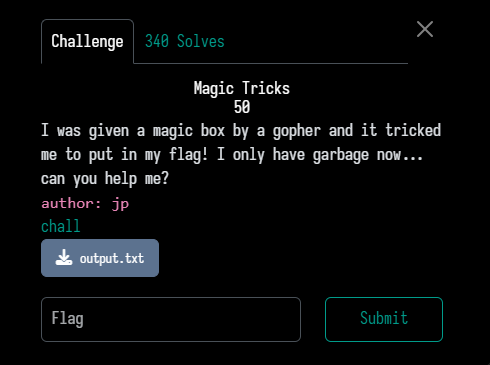 Challenge
340 Solves
Magic Tricks
50
I was given a magic box by a gopher and it tricked
me to put in my flag! I only have garbage now...
can you help me?
author: jp
chall
output.txt
Flag
Submit